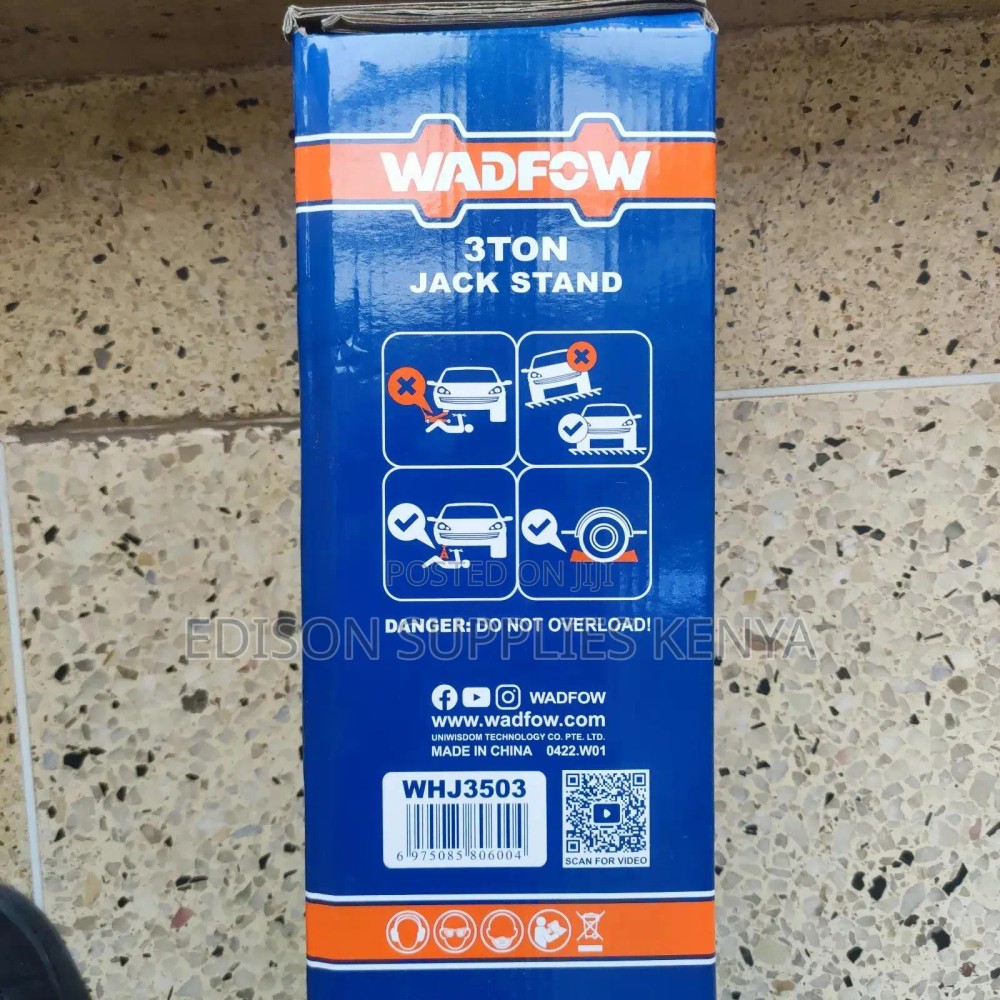 WADFOW
3TON
JACK STAND
POSTED ON JIJI
DANGER: DO NOT OVERLOAD!
EDISON SUPPLIES KENYA
WADFOW
www.wadfow.com
UNIWISDOM TECHNOLOGY CO. PTE. LTD.
MADE IN CHINA 0422.W01
WHJ3503
6 975085 806004
SCAN FOR VIDEO